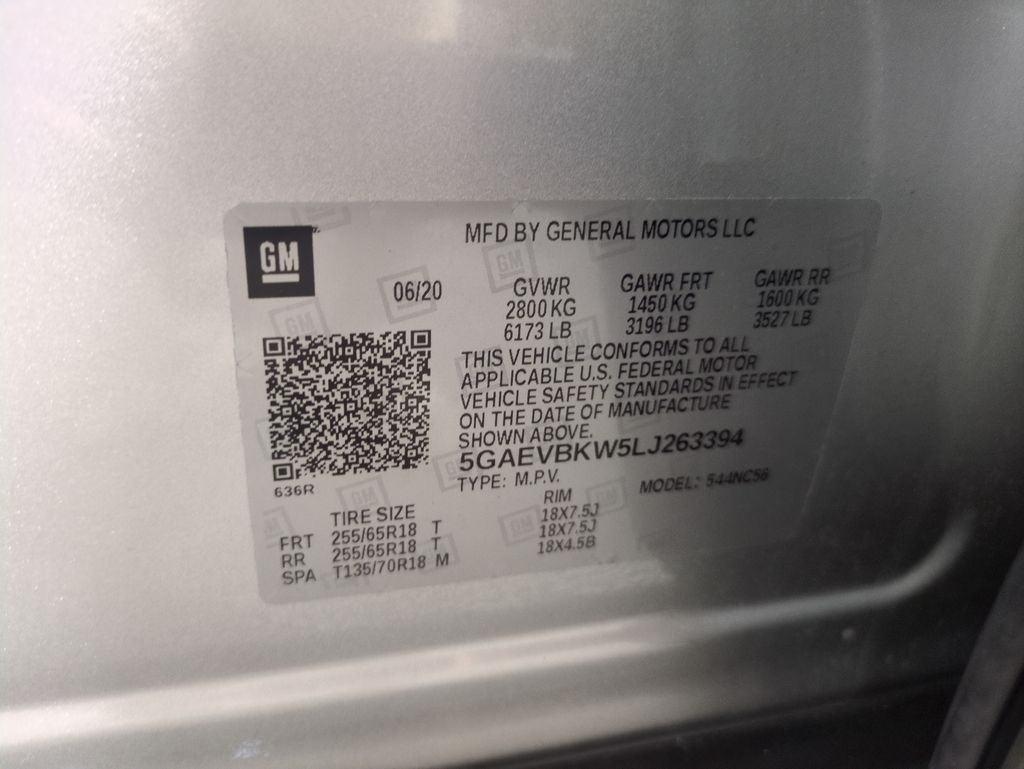 GM
MFD BY GENERAL MOTORS LLC
06/20
GVWR GAWR FRT GAWR RR
2800 KG 1450 KG 1600 KG
6173 LB 3196 LB 3527 LB
THIS VEHICLE CONFORMS TO ALL
APPLICABLE U.S. FEDERAL MOTOR
VEHICLE SAFETY STANDARDS IN EFFECT
ON THE DATE OF MANUFACTURE
SHOWN ABOVE.
5GAEVBKW5LJ263394
TYPE: M.P.V. MODEL: 544NC56
636R
TIRE SIZE RIM
FRT 255/65R18 T 18X7.5J
RR 255/65R18 T 18X7.5J
SPA T135/70R18 M 18X4.5B